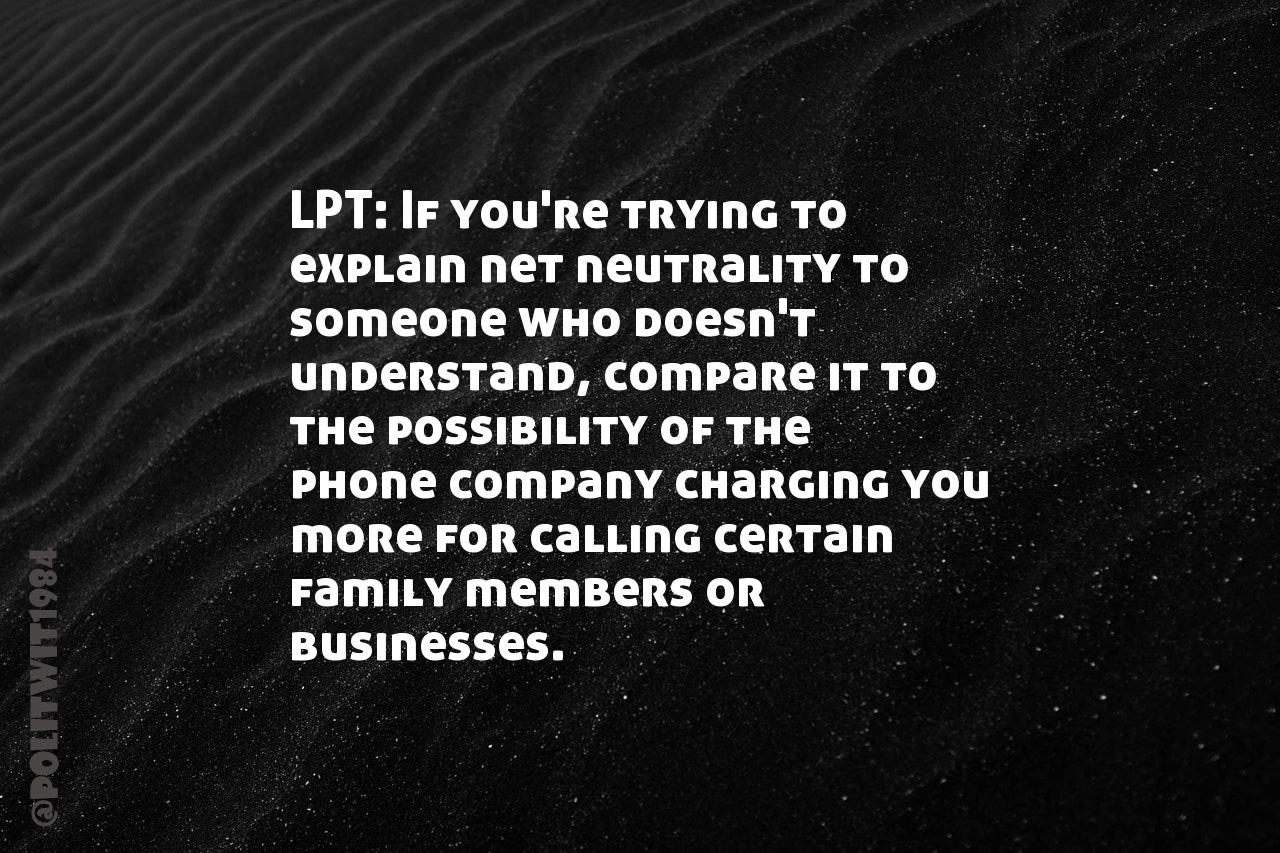 LPT: If you're trying to
explain net neutrality to
someone who doesn't
understand, compare it to
the possibility of the
phone company charging you
more for calling certain
family members or
businesses.
@POLITWIT1984